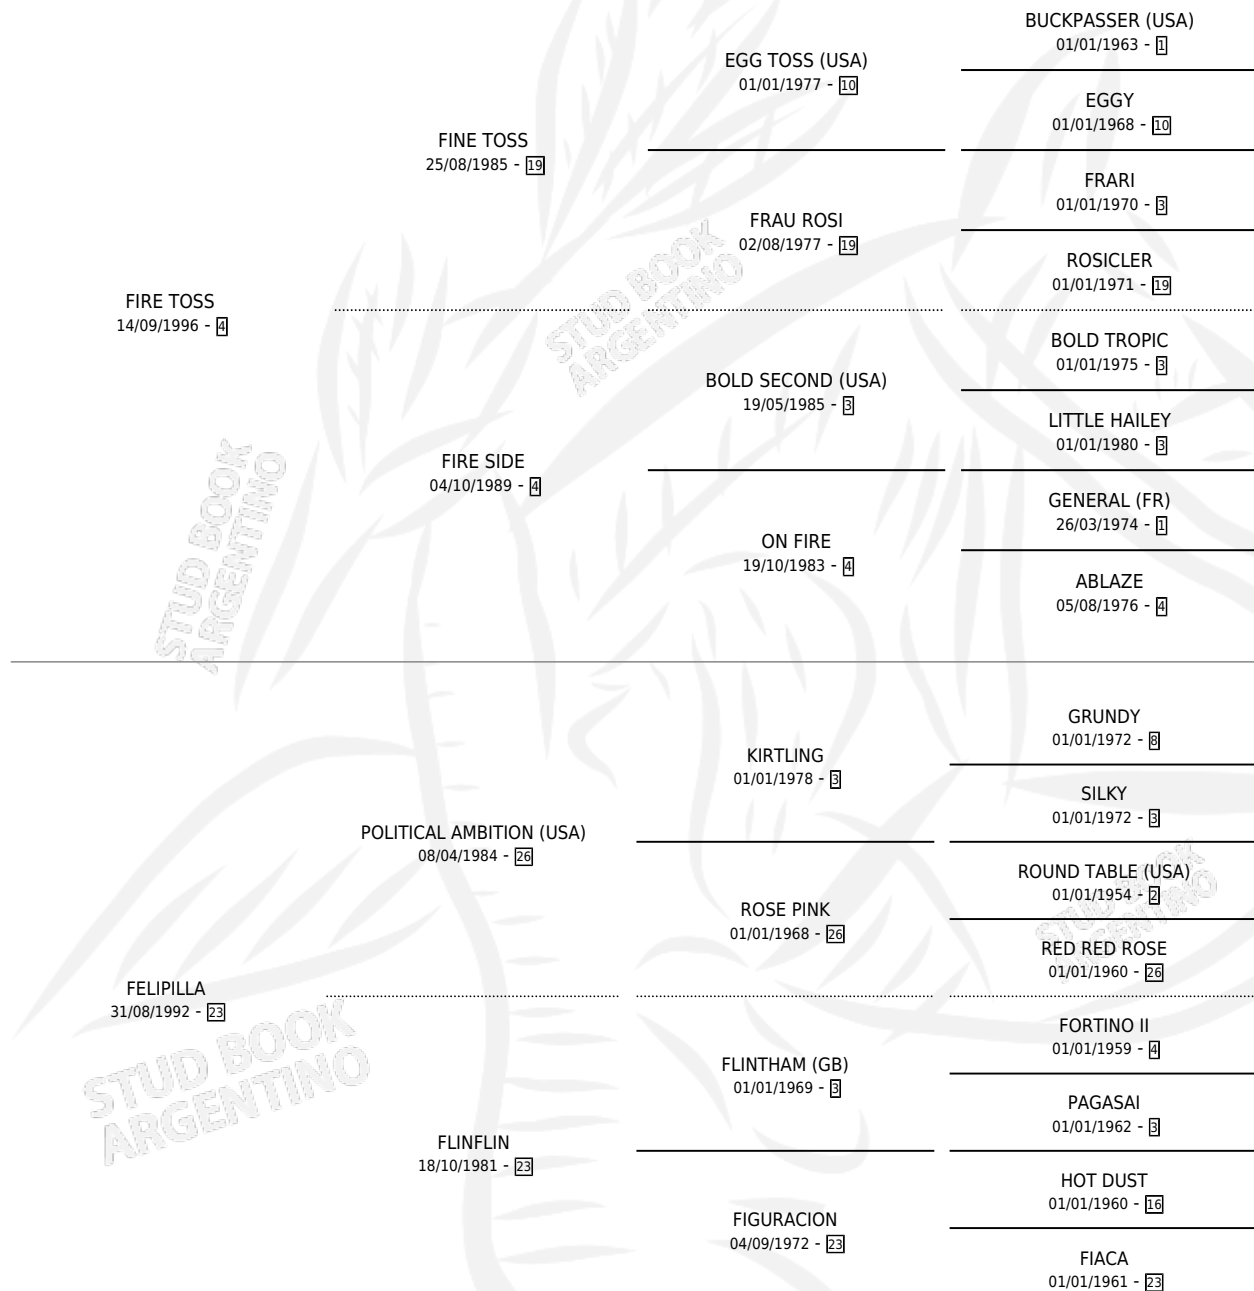 BUCKPASSER (USA)
01/01/1963 - 1
EGG TOSS (USA)
01/01/1977 - 10
EGGY
01/01/1968 - 10
FINE TOSS
25/08/1985 - 19
FRARI
01/01/1970 - 3
FRAU ROSI
02/08/1977 - 19
ROSICLER
01/01/1971 - 19
FIRE TOSS
14/09/1996 - 4
STUD BOOK
ARGENTINO
BOLD TROPIC
01/01/1975 - 3
BOLD SECOND (USA)
19/05/1985 - 3
LITTLE HAILEY
01/01/1980 - 3
FIRE SIDE
04/10/1989 - 4
GENERAL (FR)
26/03/1974 - 1
ON FIRE
19/10/1983 - 4
ABLAZE
05/08/1976 - 4
STUD BOOK
ARGENTINO
GRUNDY
01/01/1972 - 8
KIRTLING
01/01/1978 - 3
SILKY
01/01/1972 - 3
POLITICAL AMBITION (USA)
08/04/1984 - 26
ROUND TABLE (USA)
01/01/1954 - 2
ROSE PINK
01/01/1968 - 26
RED RED ROSE
01/01/1960 - 26
STUD BOOK
ARGENTINO
FELIPILLA
31/08/1992 - 23
FORTINO II
01/01/1959 - 4
FLINTHAM (GB)
01/01/1969 - 3
PAGASAI
01/01/1962 - 3
STUD BOOK
ARGENTINO
FLINFLIN
18/10/1981 - 23
HOT DUST
01/01/1960 - 16
FIGURACION
04/09/1972 - 23
FIACA
01/01/1961 - 23